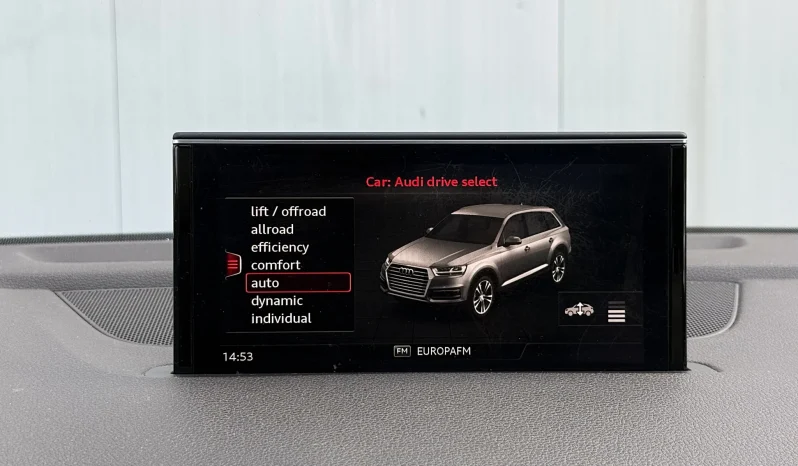 Car: Audi drive select
lift / offroad
allroad
efficiency
comfort
auto
dynamic
individual
14:53
FM EUROPAFM